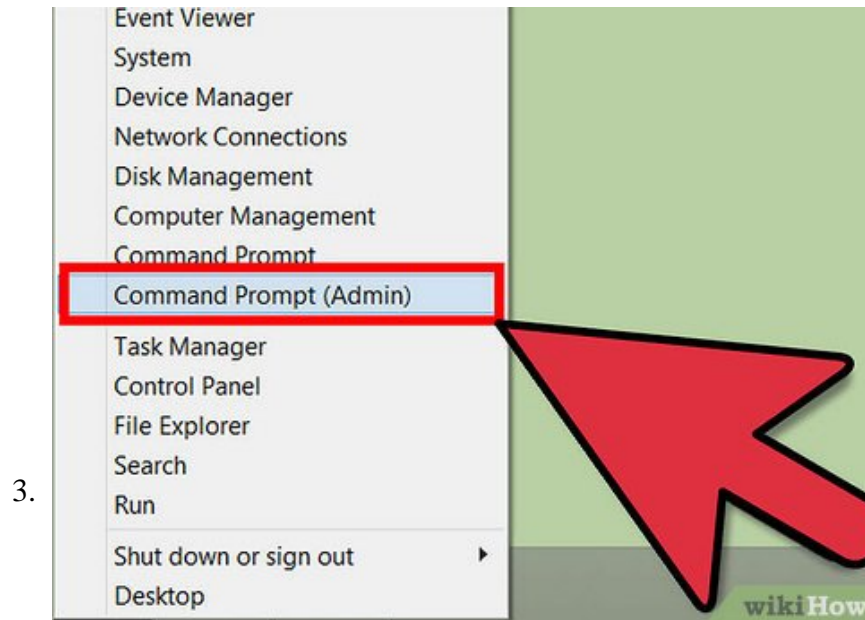 Event Viewer
System
Device Manager
Network Connections
Disk Management
Computer Management
Command Prompt
Command Prompt (Admin)
Task Manager
Control Panel
File Explorer
Search
3.
Run
Shut down or sign out
Desktop
wikiHow